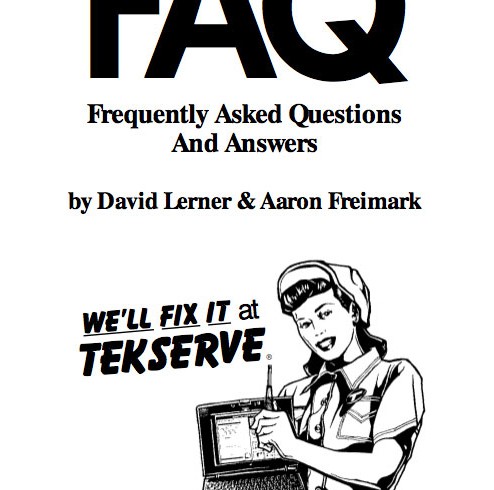 FAQ
Frequently Asked Questions
And Answers
by David Lerner & Aaron Freimark
WE'LL FIX IT at
TEKSERVE®